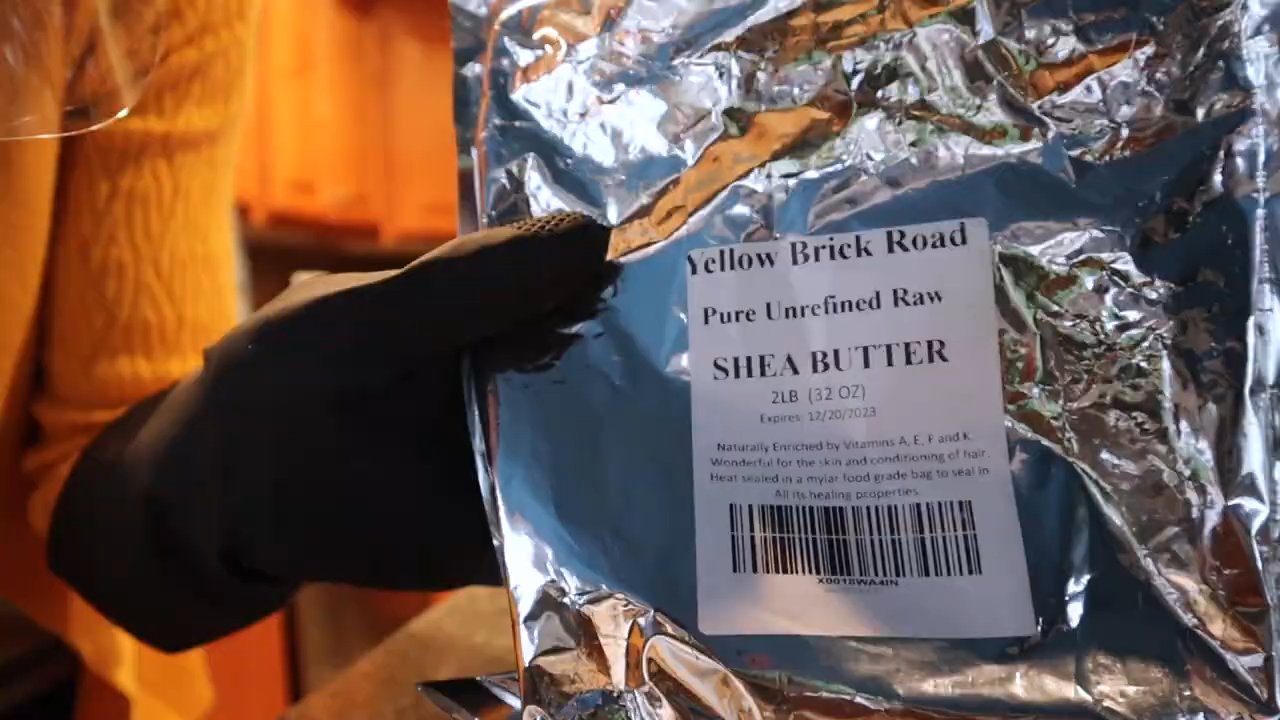 Yellow Brick Road
Pure Unrefined Raw
SHEA BUTTER
2LB (32 OZ)
Expires: 12/20/2023
Naturally Enriched by Vitamins A, E, F and K.
Wonderful for the skin and conditioning of hair.
Heat sealed in a mylar food grade bag to seal in
All its healing properties.
X0018WA4IN